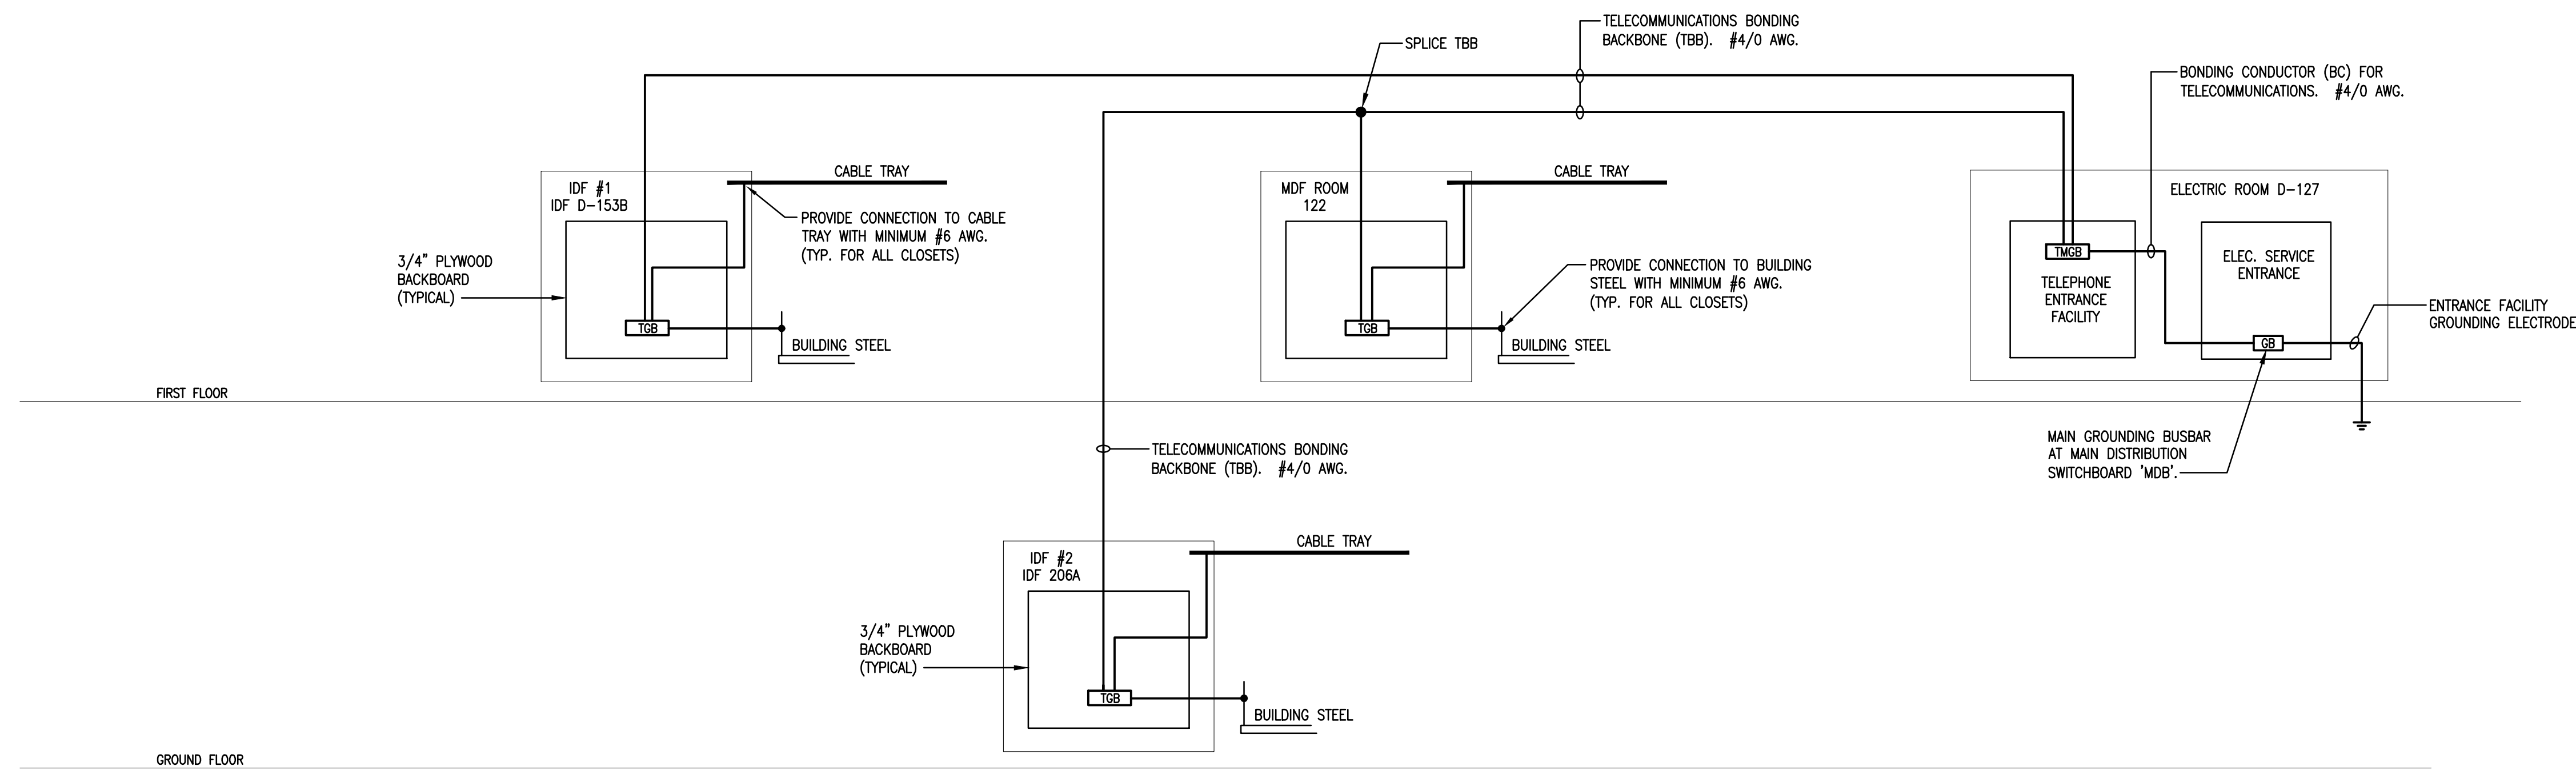 TELECOMMUNICATIONS BONDING
BACKBONE (TBB).  #4/0 AWG.
SPLICE TBB
BONDING CONDUCTOR (BC) FOR
TELECOMMUNICATIONS.  #4/0 AWG.
IDF #1
IDF D-153B
CABLE TRAY
PROVIDE CONNECTION TO CABLE
TRAY WITH MINIMUM #6 AWG.
(TYP. FOR ALL CLOSETS)
3/4" PLYWOOD
BACKBOARD
(TYPICAL)
TGB
BUILDING STEEL
MDF ROOM
122
CABLE TRAY
PROVIDE CONNECTION TO BUILDING
STEEL WITH MINIMUM #6 AWG.
(TYP. FOR ALL CLOSETS)
TGB
BUILDING STEEL
ELECTRIC ROOM D-127
TMGB
TELEPHONE
ENTRANCE
FACILITY
ELEC. SERVICE
ENTRANCE
GB
ENTRANCE FACILITY
GROUNDING ELECTRODE
FIRST FLOOR
MAIN GROUNDING BUSBAR
AT MAIN DISTRIBUTION
SWITCHBOARD 'MDB'.
TELECOMMUNICATIONS BONDING
BACKBONE (TBB).  #4/0 AWG.
IDF #2
IDF 206A
CABLE TRAY
3/4" PLYWOOD
BACKBOARD
(TYPICAL)
TGB
BUILDING STEEL
GROUND FLOOR